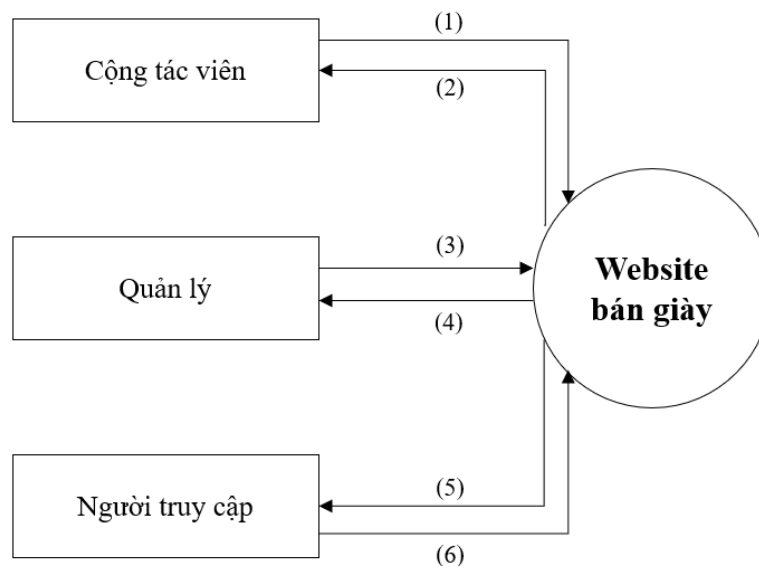 (1)
Cộng tác viên
(2)
(3)
Quản lý
Website
bán giày
(4)
(5)
Người truy cập
(6)